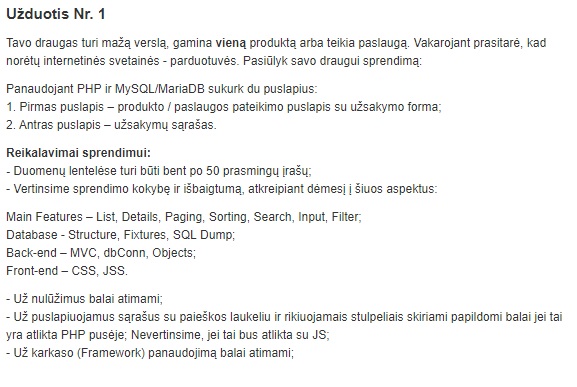 Užduotis Nr. 1
Tavo draugas turi mažą verslą, gamina vieną produktą arba teikia paslaugą. Vakarojant prasitarė, kad
norėtų internetinės svetainės - parduotuvės. Pasiūlyk savo draugui sprendimą:
Panaudojant PHP ir MySQL/MariaDB sukurk du puslapius:
1. Pirmas puslapis – produkto / paslaugos pateikimo puslapis su užsakymo forma;
2. Antras puslapis – užsakymų sąrašas.
Reikalavimai sprendimui:
- Duomenų lentelėse turi būti bent po 50 prasmingų įrašų;
- Vertinsime sprendimo kokybę ir išbaigtumą, atkreipiant dėmesį į šiuos aspektus:
Main Features – List, Details, Paging, Sorting, Search, Input, Filter;
Database - Structure, Fixtures, SQL Dump;
Back-end – MVC, dbConn, Objects;
Front-end – CSS, JSS.
- Už nulūžimus balai atimami;
- Už puslapiuojamus sąrašus su paieškos laukeliu ir rikiuojamais stulpeliais skiriami papildomi balai jei tai
yra atlikta PHP pusėje; Nevertinsime, jei tai bus atlikta su JS;
- Už karkaso (Framework) panaudojimą balai atimami;